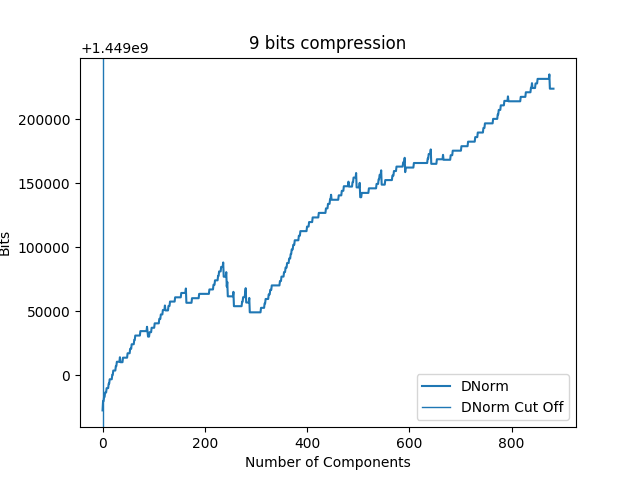 9 bits compression
+1.449e9
200000
150000
100000
50000
0
Bits
0 200 400 600 800
Number of Components
DNorm
DNorm Cut Off